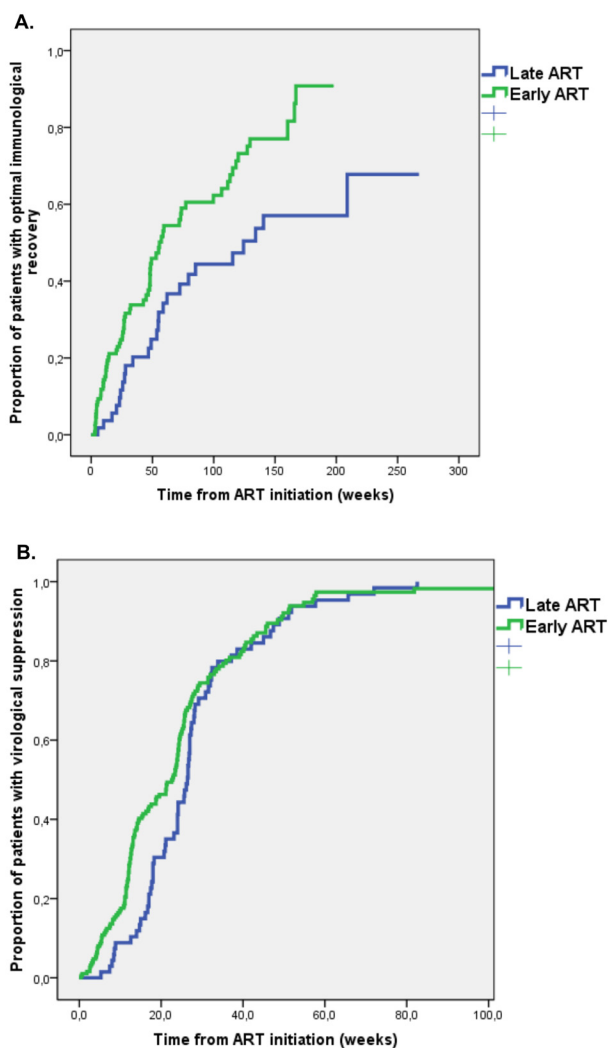 A.
1,0
0,8
0,6
0,4
0,2
0,0
Proportion of patients with optimal immunological
recovery
0
50
100
150
200
250
300
Time from ART initiation (weeks)
Late ART
Early ART
B.
1,0
0,8
0,6
0,4
0,2
0,0
Proportion of patients with virological suppression
0,0
20,0
40,0
60,0
80,0
100,0
Time from ART initiation (weeks)
Late ART
Early ART